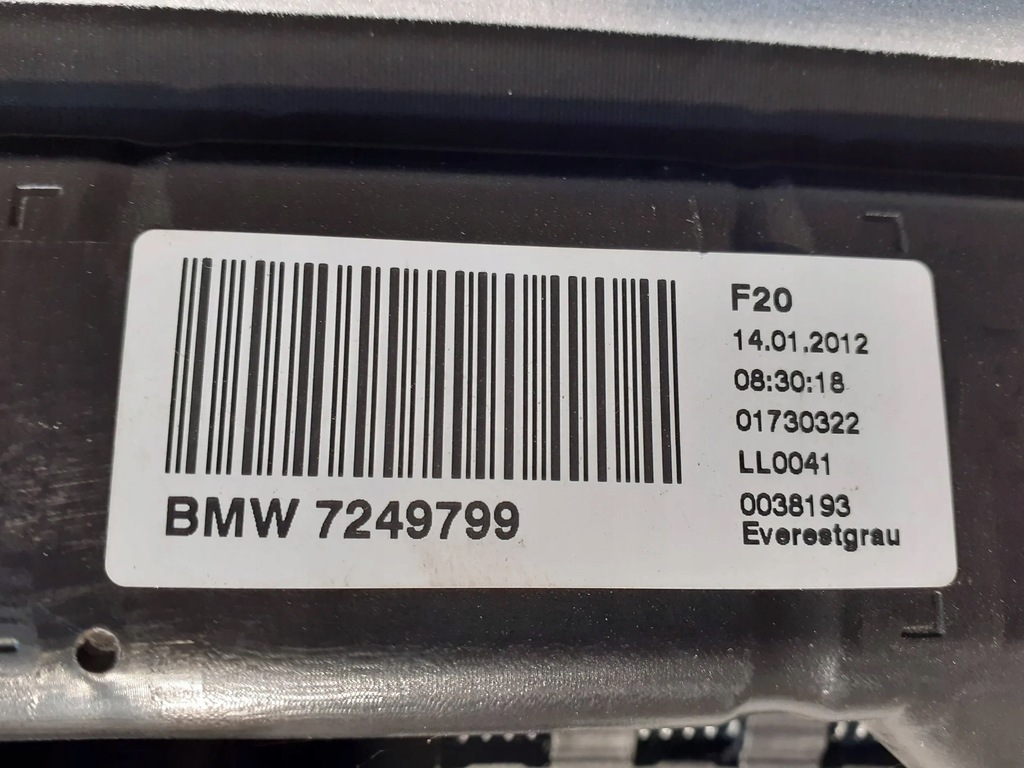 BMW 7249799
F20
14.01.2012
08:30:18
01730322
LL0041
0038193
Everestgrau